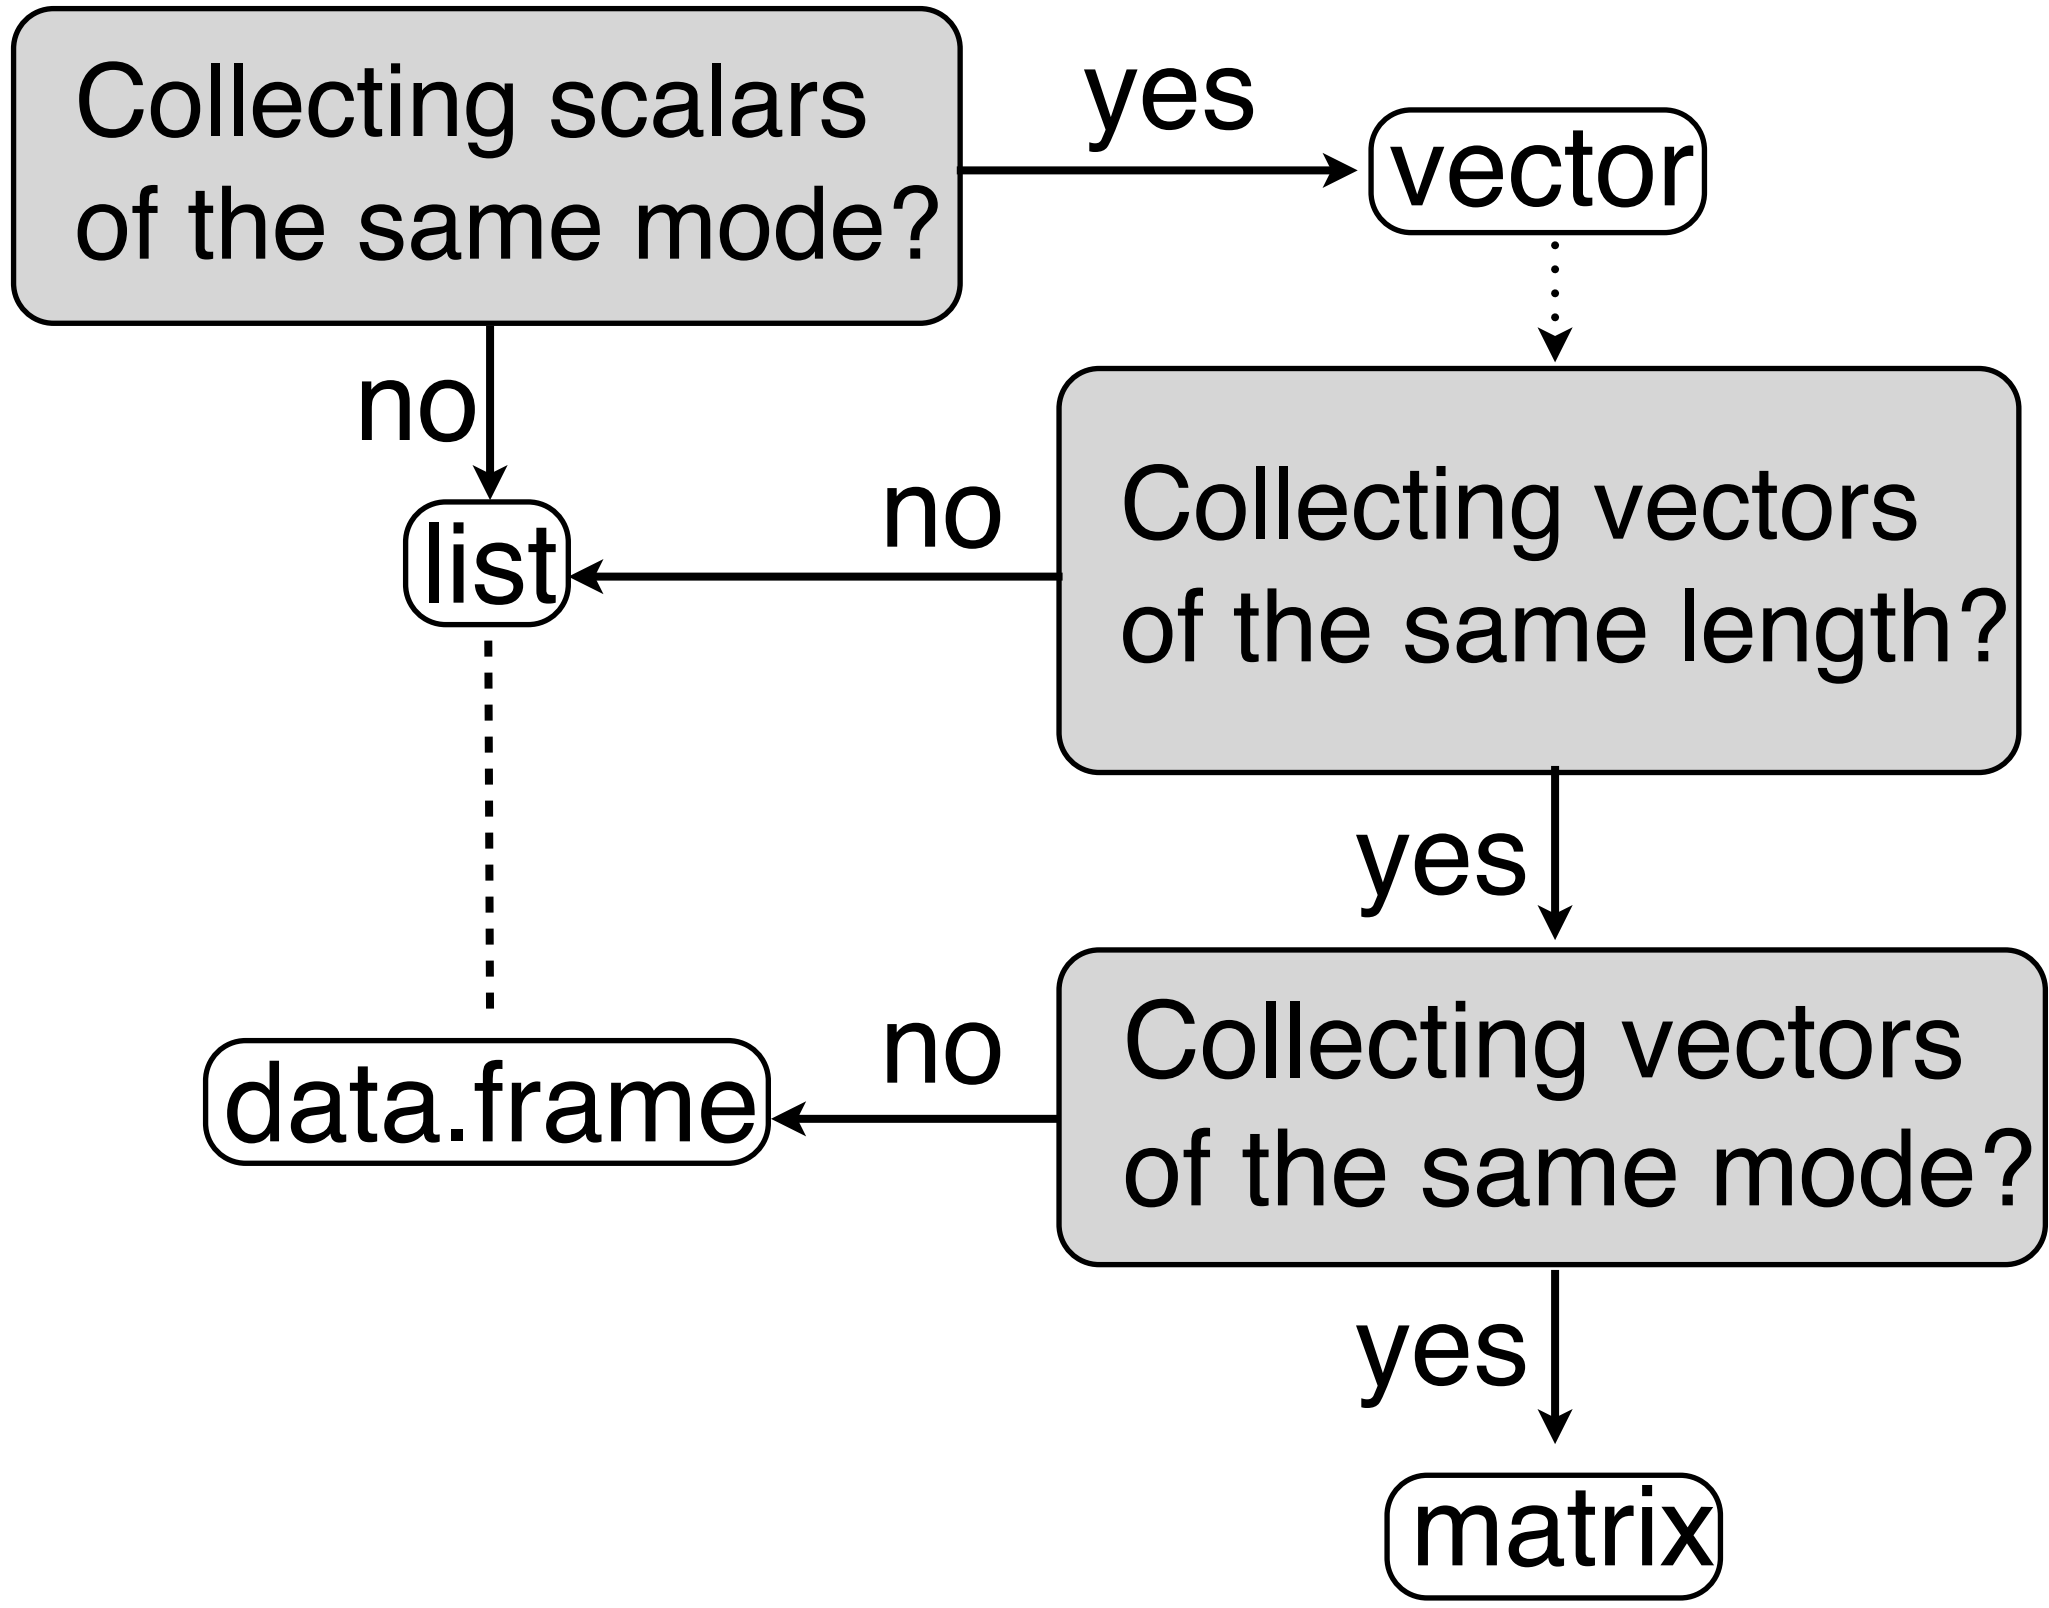 Collecting scalars
of the same mode?
yes
vector
no
list
no
Collecting vectors
of the same length?
yes
data.frame
no
Collecting vectors
of the same mode?
yes
matrix